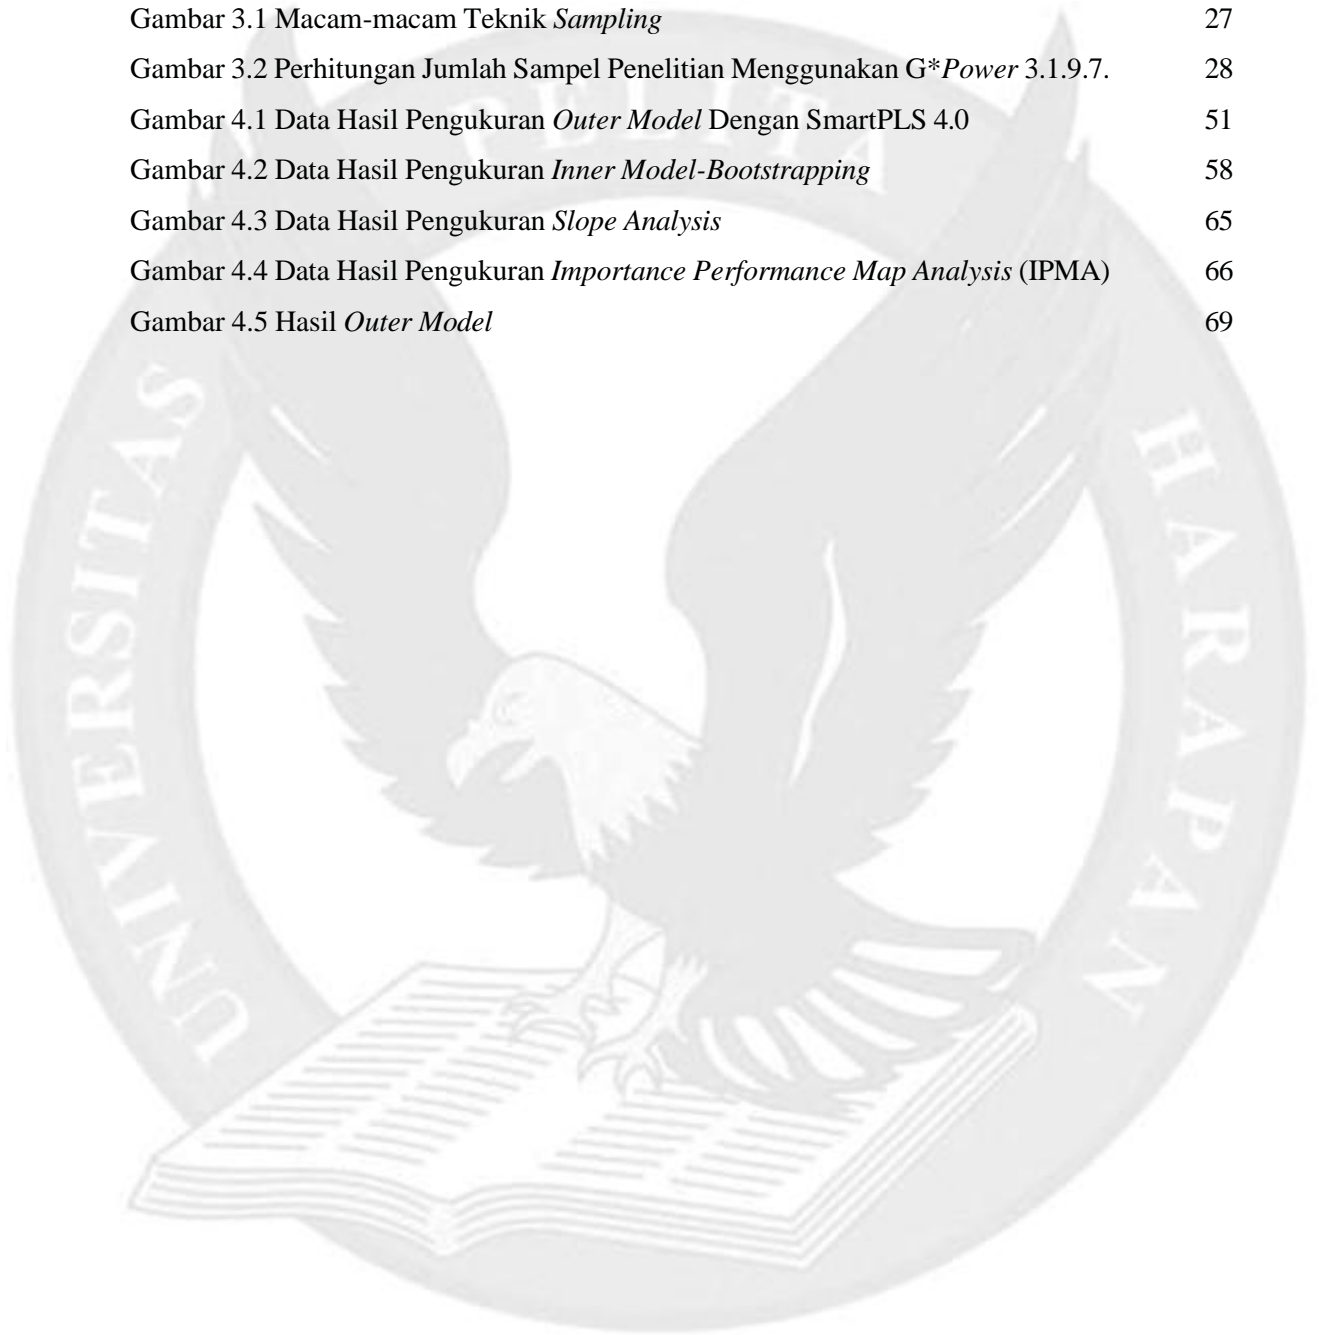 Gambar 3.1 Macam-macam Teknik Sampling 27
Gambar 3.2 Perhitungan Jumlah Sampel Penelitian Menggunakan G*Power 3.1.9.7. 28
Gambar 4.1 Data Hasil Pengukuran Outer Model Dengan SmartPLS 4.0 51
Gambar 4.2 Data Hasil Pengukuran Inner Model-Bootstrapping 58
Gambar 4.3 Data Hasil Pengukuran Slope Analysis 65
Gambar 4.4 Data Hasil Pengukuran Importance Performance Map Analysis (IPMA) 66
Gambar 4.5 Hasil Outer Model 69
UNIVERSITAS
PELITA
HARAPAN